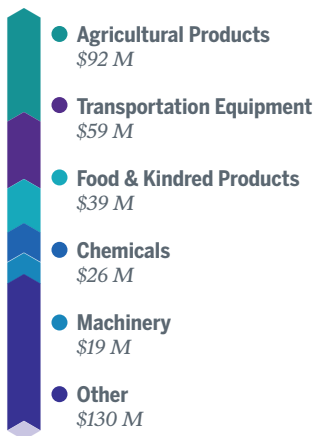 Agricultural Products
$92 M
Transportation Equipment
$59 M
Food & Kindred Products
$39 M
Chemicals
$26 M
Machinery
$19 M
Other
$130 M